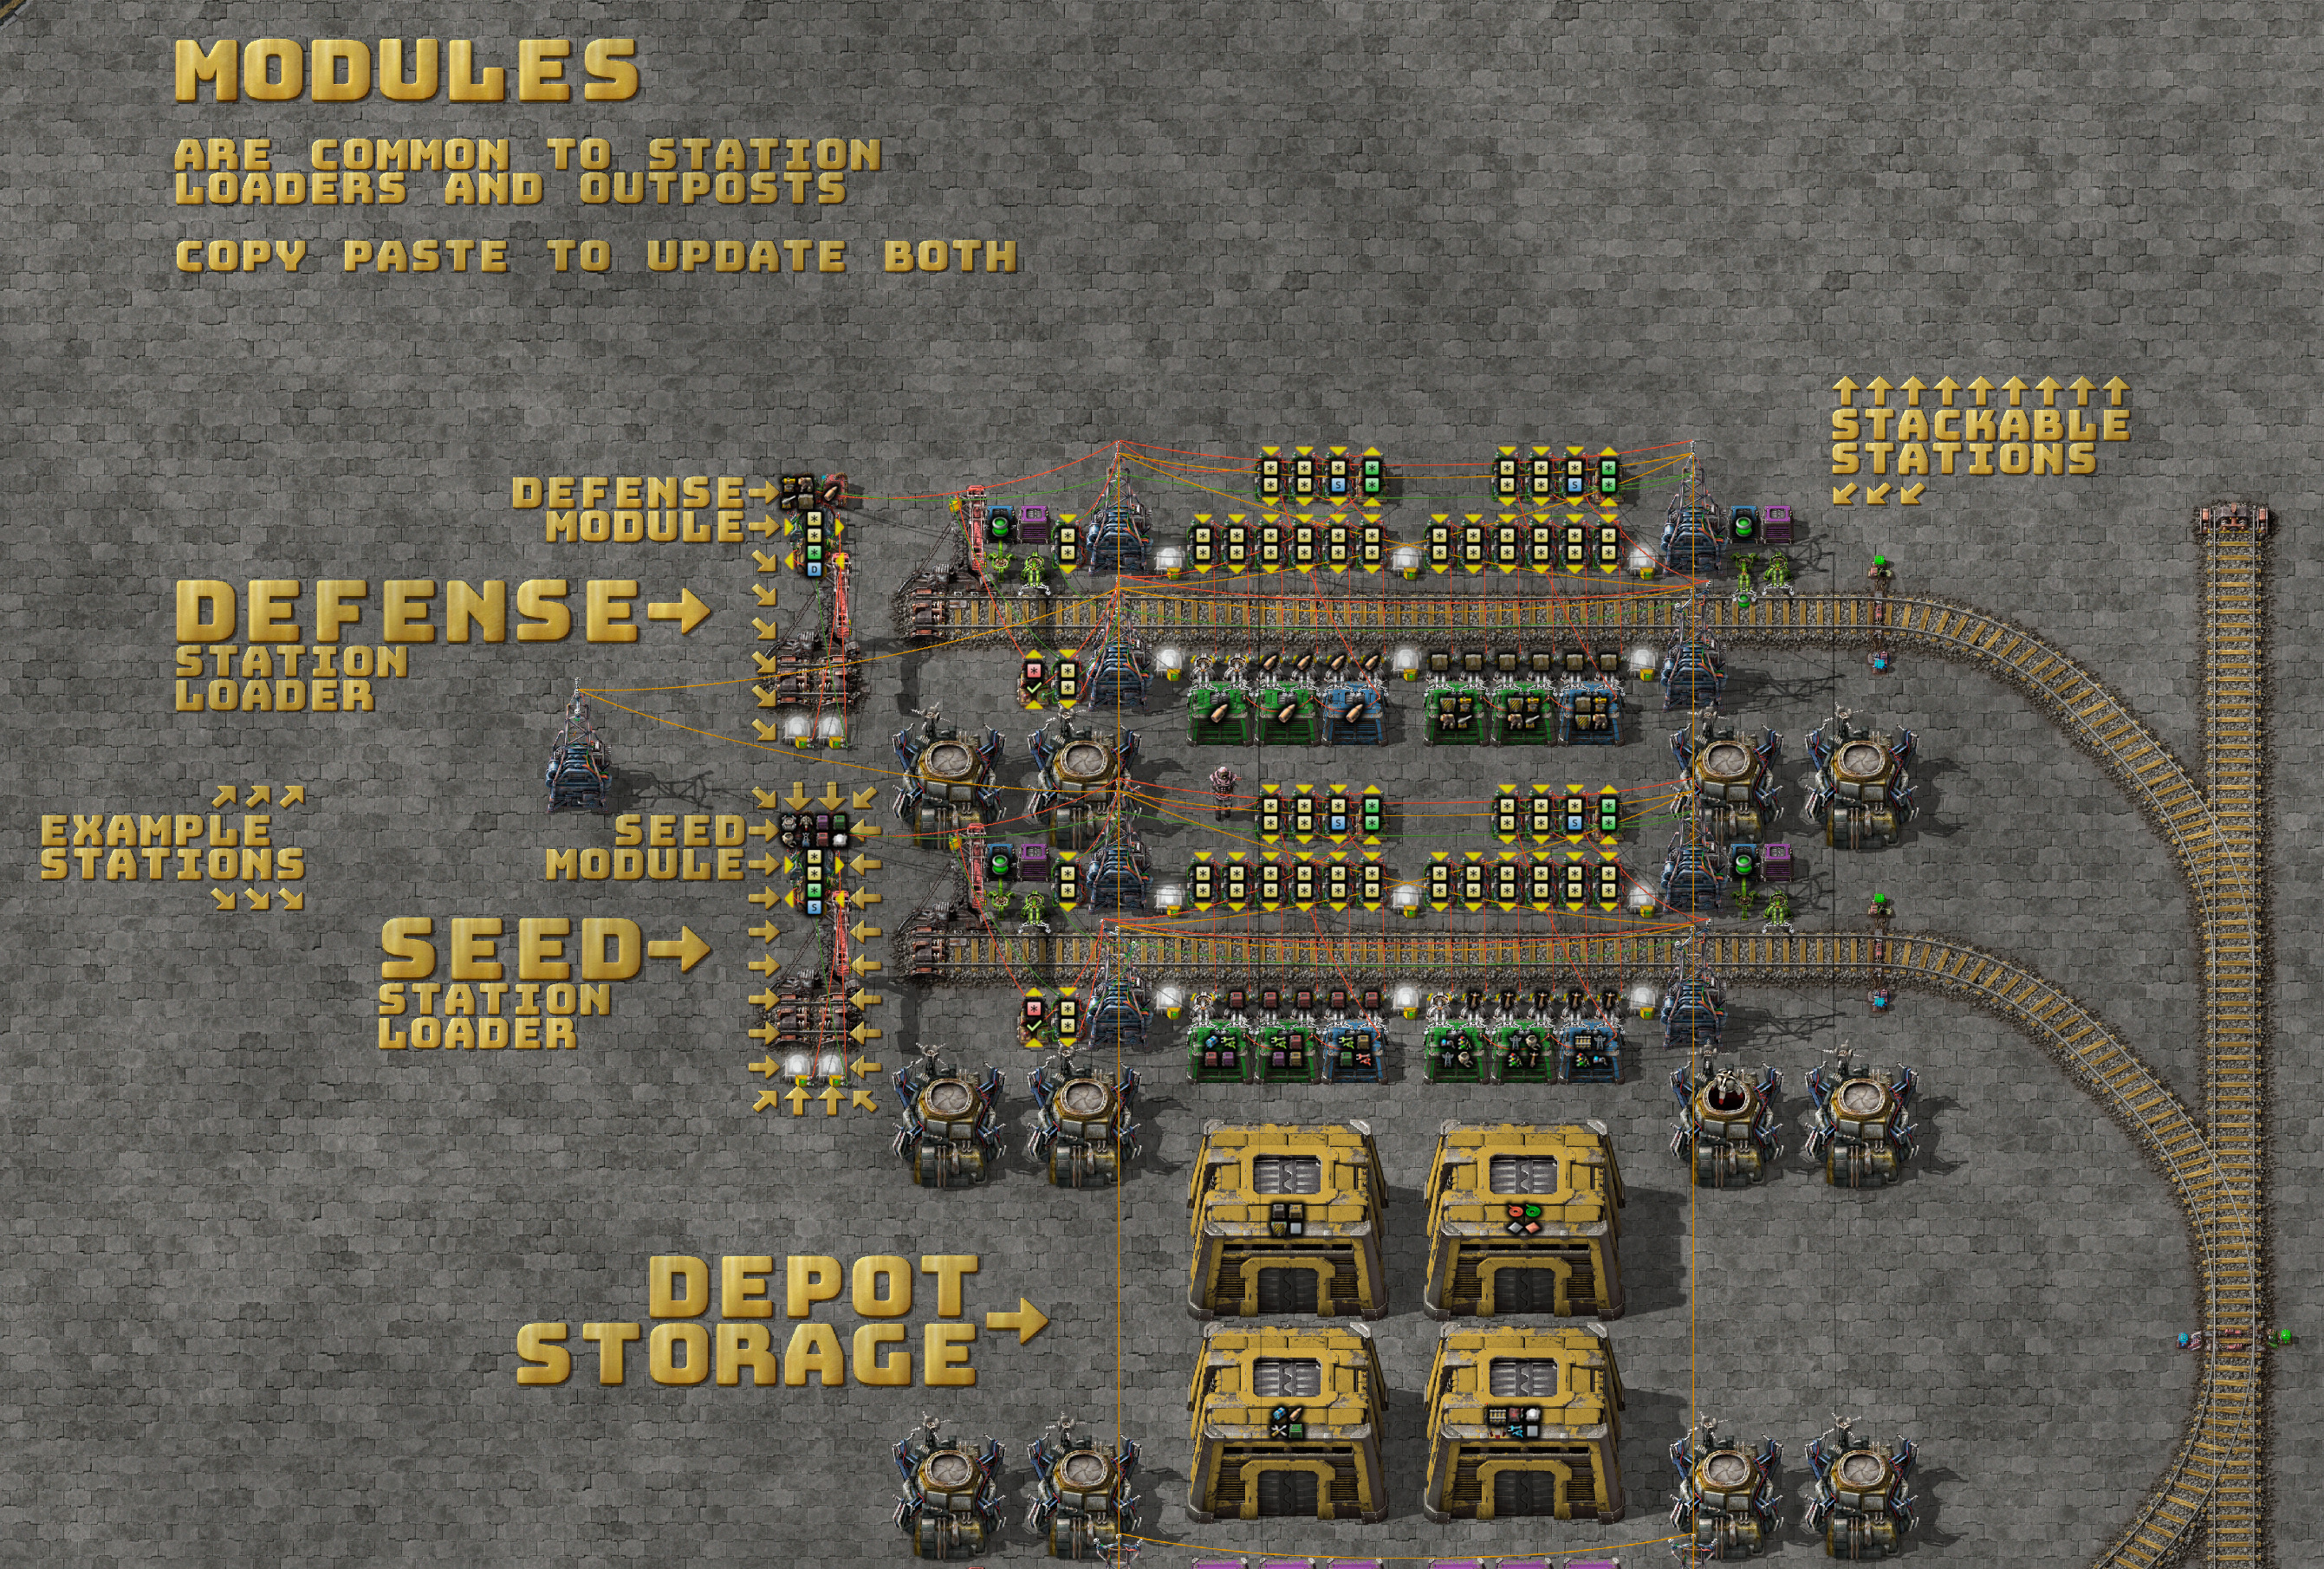 MODULES
ARE COMMON TO STATION
LOADERS AND OUTPOSTS
COPY PASTE TO UPDATE BOTH
STACKABLE
STATIONS
DEFENSE
MODULE
DEFENSE
STATION
LOADER
EXAMPLE
STATIONS
SEED
MODULE
SEED
STATION
LOADER
DEPOT
STORAGE